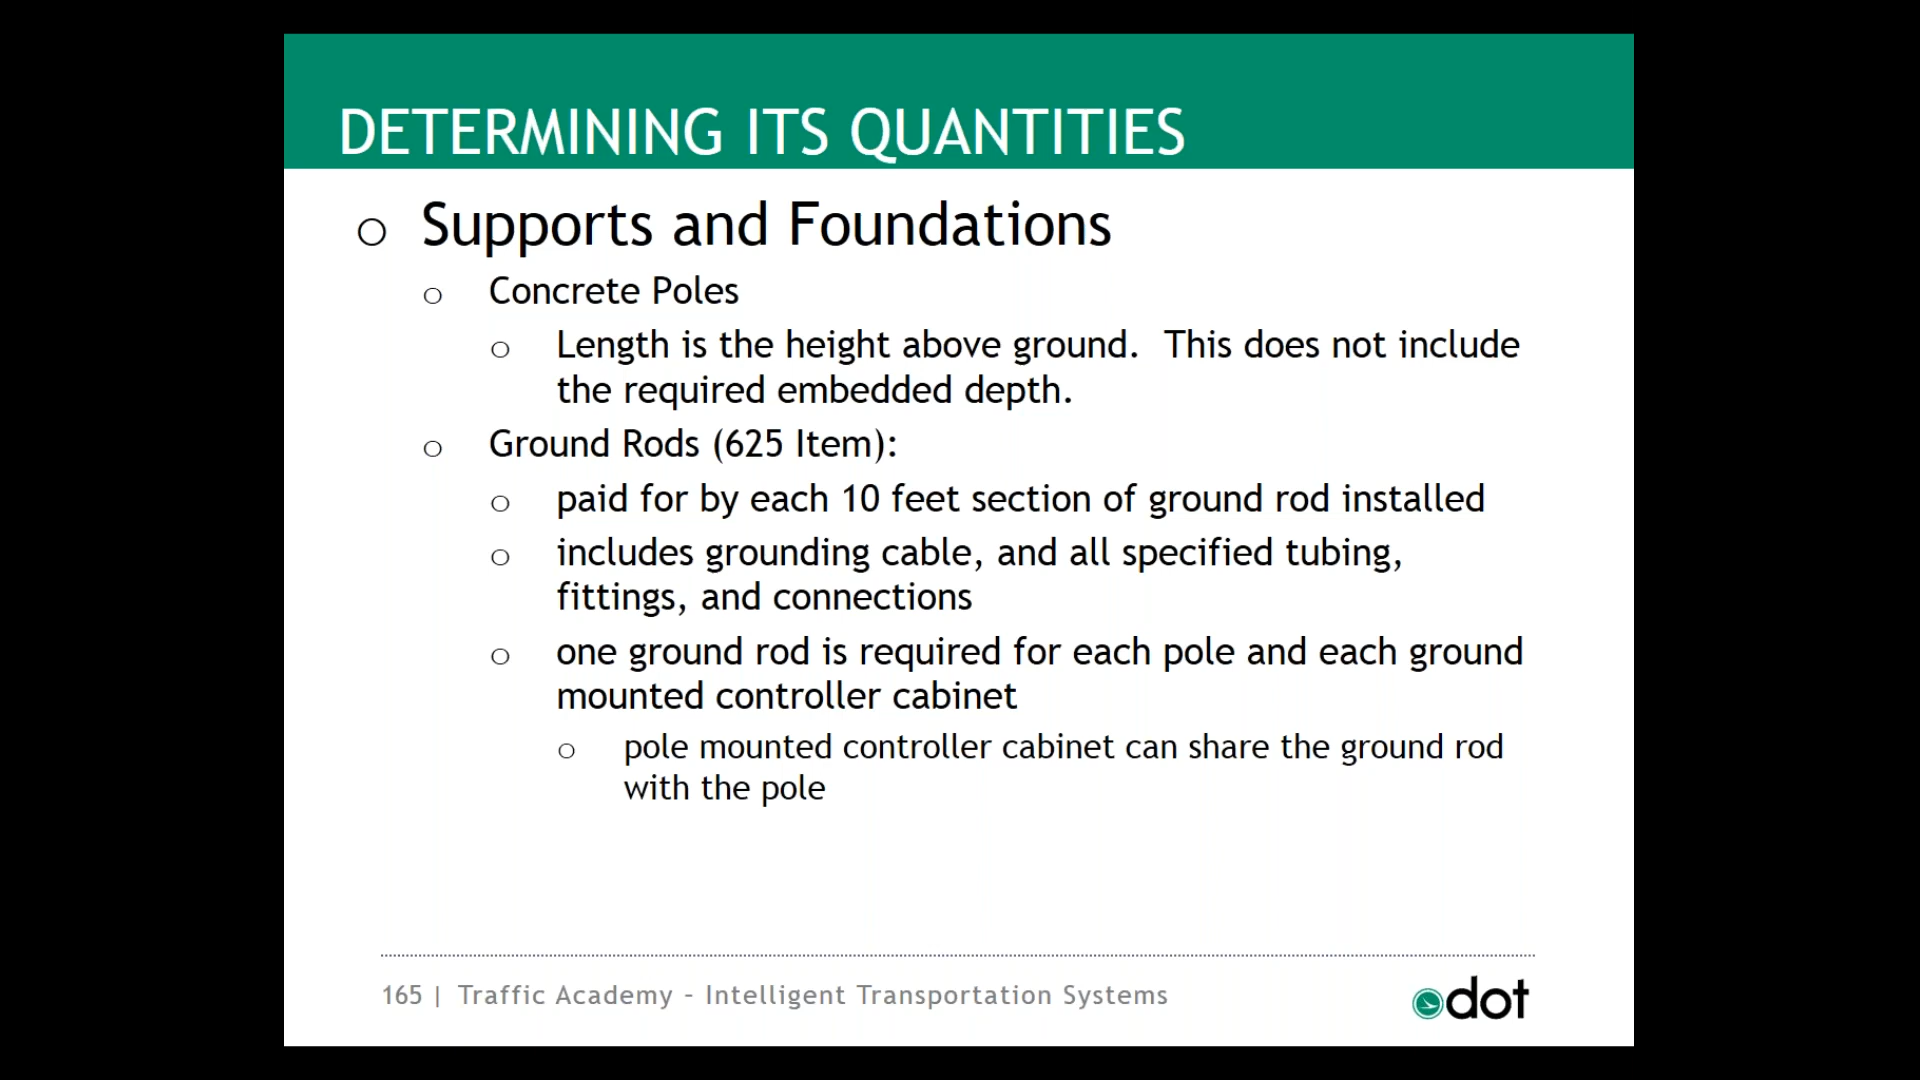 DETERMINING ITS QUANTITIES
o Supports and Foundations
o Concrete Poles
o Length is the height above ground.  This does not include
the required embedded depth.
o Ground Rods (625 Item):
o paid for by each 10 feet section of ground rod installed
o includes grounding cable, and all specified tubing,
fittings, and connections
o one ground rod is required for each pole and each ground
mounted controller cabinet
o pole mounted controller cabinet can share the ground rod
with the pole
165 | Traffic Academy – Intelligent Transportation Systems
dot